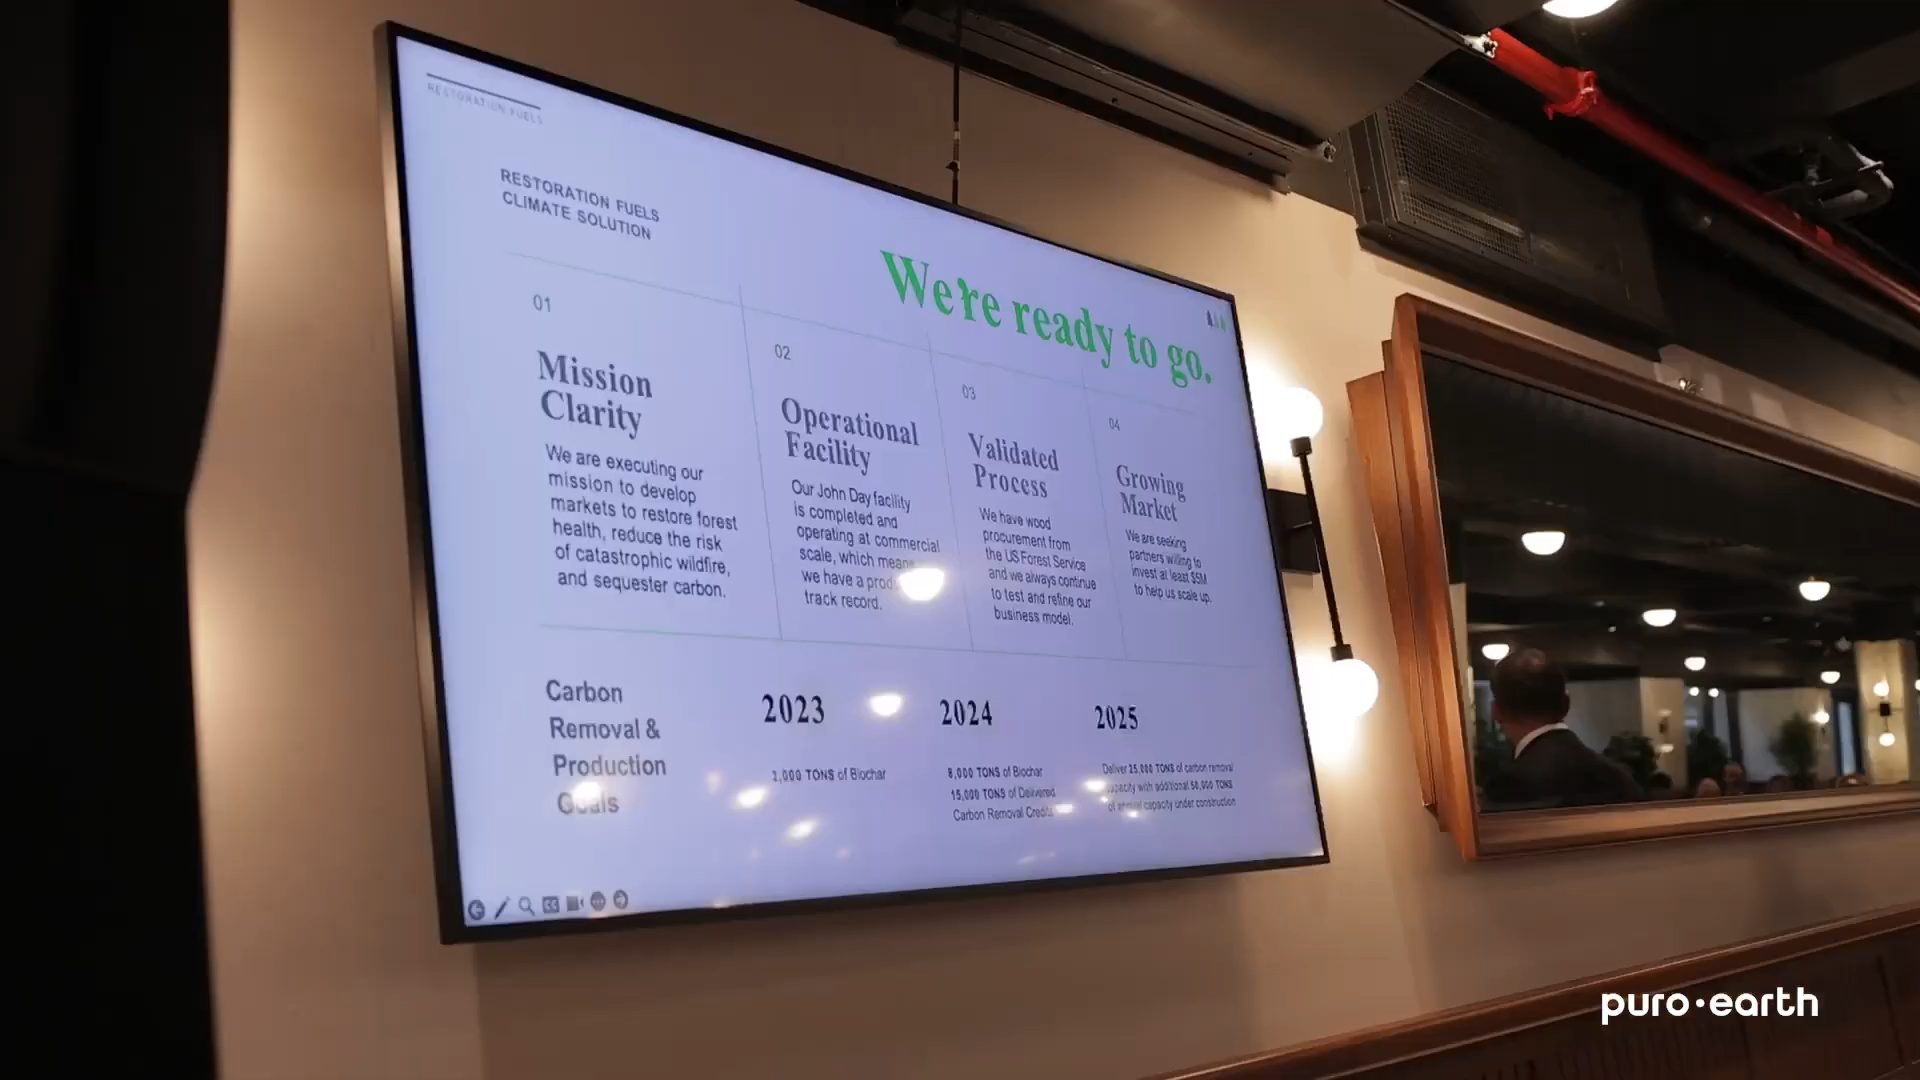 RESTORATION FUELS
RESTORATION FUELS
CLIMATE SOLUTION
We're ready to go.
01
Mission
Clarity
We are executing our
mission to develop
markets to restore forest
health, reduce the risk
of catastrophic wildfire,
and sequester carbon.
02
Operational
Facility
Our John Day facility
is completed and
operating at commercial
scale, which means
we have a
track record.
03
Validated
Process
We have wood
procurement from
the US Forest Service
and we always continue
to test and refine our
business model.
04
Growing
Market
We are seeking
partners willing to
invest at least $5M
to help us scale up.
Carbon
Removal &
Production
Goals
2023
TONS of Biochar
2024
8,000 TONS of Biochar
15,000 TONS of Delivered
Carbon Removal Credits
2025
Deliver 25,000 TONS of carbon removal
capacity with additional 50,000 TONS
of annual capacity under construction
puro·earth